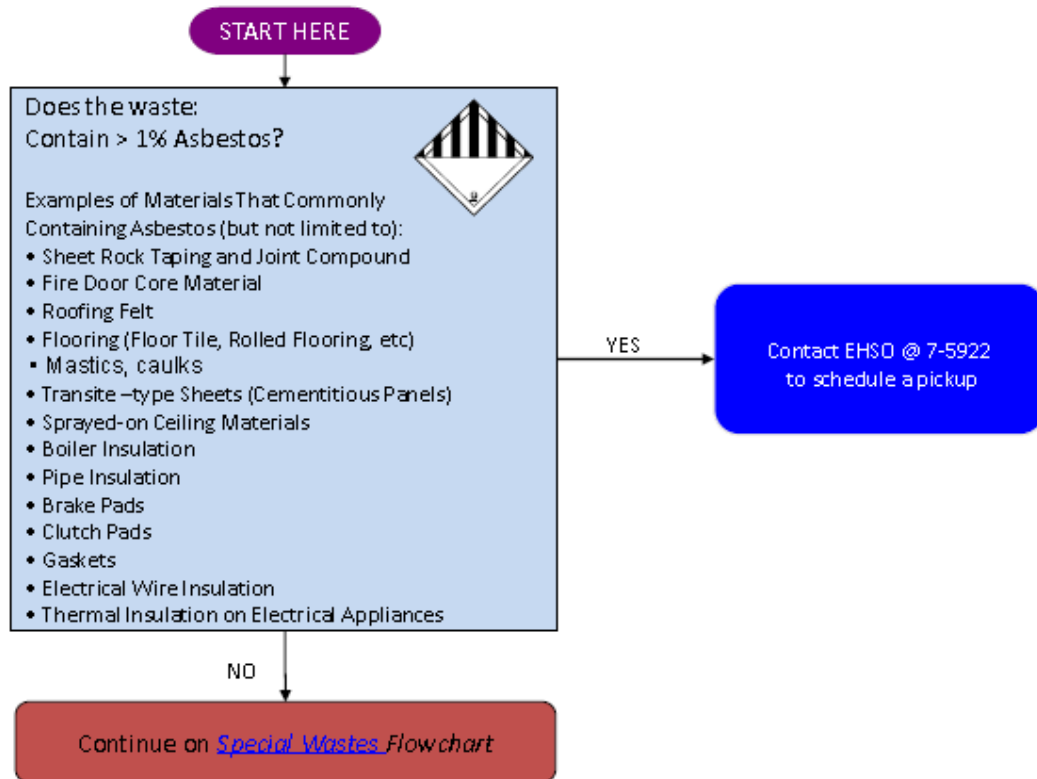 START HERE
Does the waste:
Contain > 1% Asbestos?
9
Examples of Materials That Commonly
Containing Asbestos (but not limited to):
• Sheet Rock Taping and Joint Compound
• Fire Door Core Material
• Roofing Felt
• Flooring (Floor Tile, Rolled Flooring, etc)
▪ Mastics, caulks
• Transite –type Sheets (Cementitious Panels)
• Sprayed-on Ceiling Materials
• Boiler Insulation
• Pipe Insulation
• Brake Pads
• Clutch Pads
• Gaskets
• Electrical Wire Insulation
• Thermal Insulation on Electrical Appliances
YES
Contact EHSO @ 7-5922
to schedule a pickup
NO
Continue on Special Wastes Flowchart